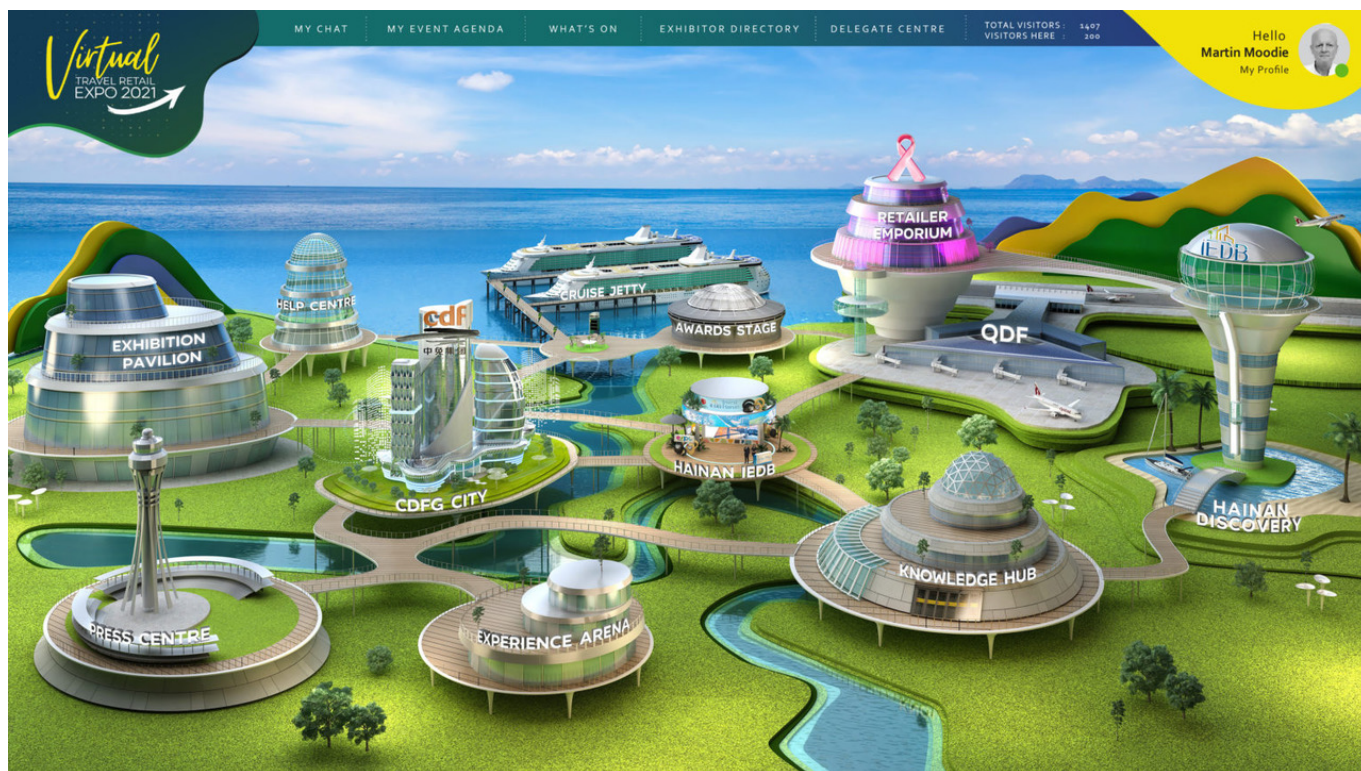 Virtual
TRAVEL RETAIL
EXPO 2021
MY CHAT
MY EVENT AGENDA
WHAT'S ON
EXHIBITOR DIRECTORY
DELEGATE CENTRE
TOTAL VISITORS : 1407
VISITORS HERE : 200
Hello
Martin Moodie
My Profile
RETAILER
EMPORIUM
IEDB
HELP CENTRE
CRUISE JETTY
cdf
AWARDS STAGE
EXHIBITION
PAVILION
QDF
HAINAN IEDB
CDFG CITY
HAINAN
DISCOVERY
KNOWLEDGE HUB
PRESS CENTRE
EXPERIENCE ARENA